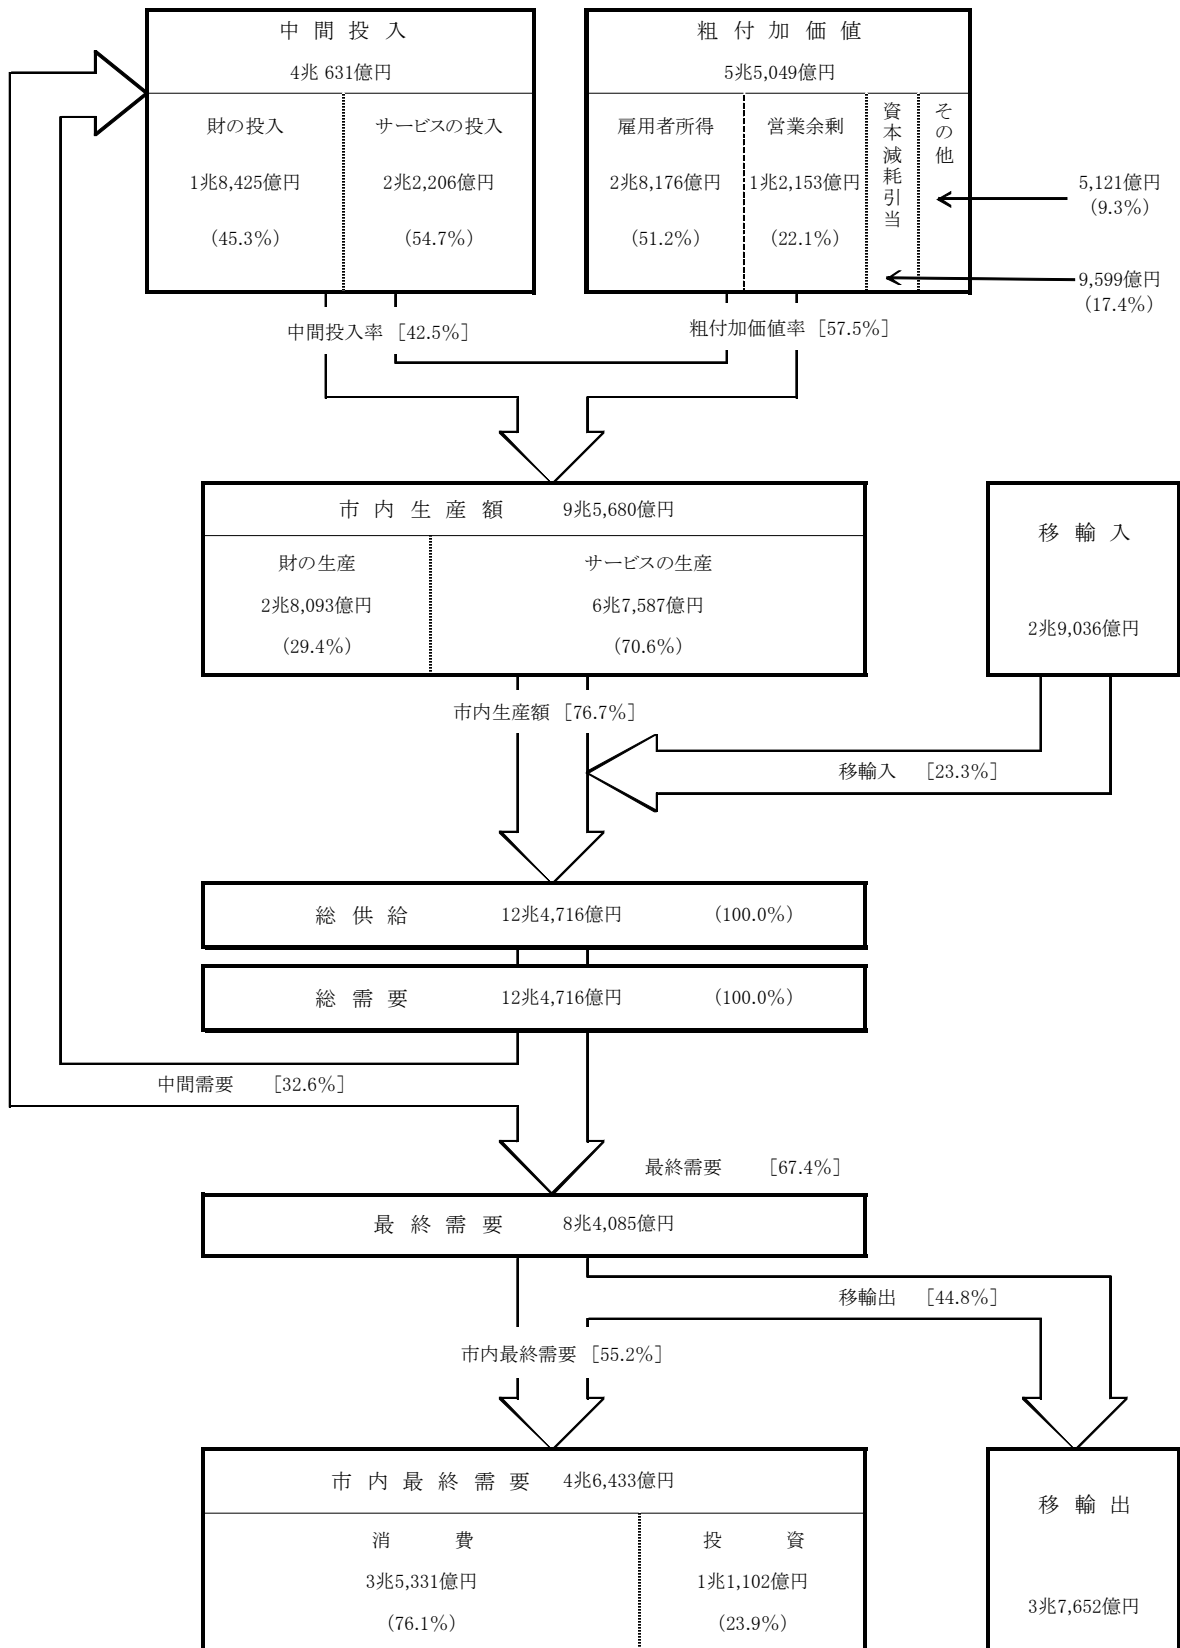 中間投入
4兆 631億円
財の投入
1兆8,425億円
(45.3%)
サービスの投入
2兆2,206億円
(54.7%)
粗付加価値
5兆5,049億円
雇用者所得
2兆8,176億円
(51.2%)
営業余剰
1兆2,153億円
(22.1%)
資本減耗引当
その他
5,121億円
(9.3%)
9,599億円
(17.4%)
中間投入率 [42.5%]
粗付加価値率 [57.5%]
市内生産額 9兆5,680億円
財の生産
2兆8,093億円
(29.4%)
サービスの生産
6兆7,587億円
(70.6%)
移輸入
2兆9,036億円
市内生産額 [76.7%]
移輸入 [23.3%]
総供給 12兆4,716億円 (100.0%)
総需要 12兆4,716億円 (100.0%)
中間需要 [32.6%]
最終需要 [67.4%]
最終需要 8兆4,085億円
移輸出 [44.8%]
市内最終需要 [55.2%]
市内最終需要 4兆6,433億円
消費
3兆5,331億円
(76.1%)
投資
1兆1,102億円
(23.9%)
移輸出
3兆7,652億円